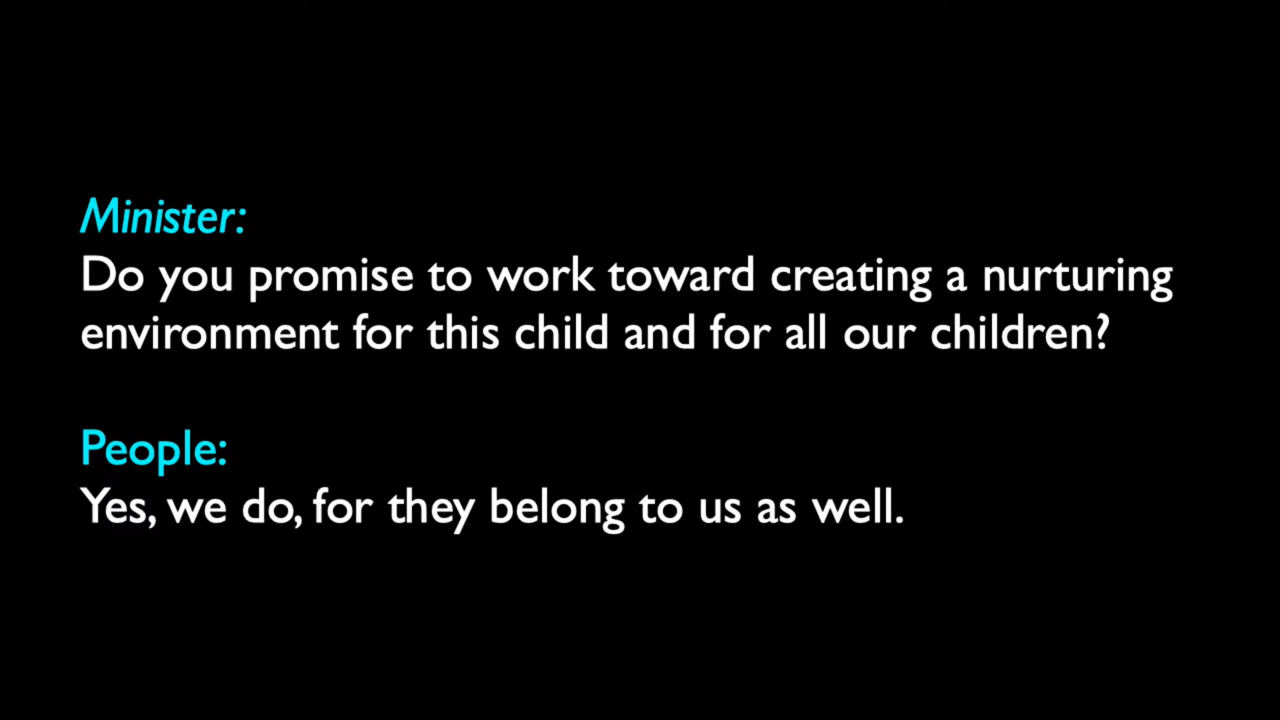 Minister:
Do you promise to work toward creating a nurturing
environment for this child and for all our children?
People:
Yes, we do, for they belong to us as well.